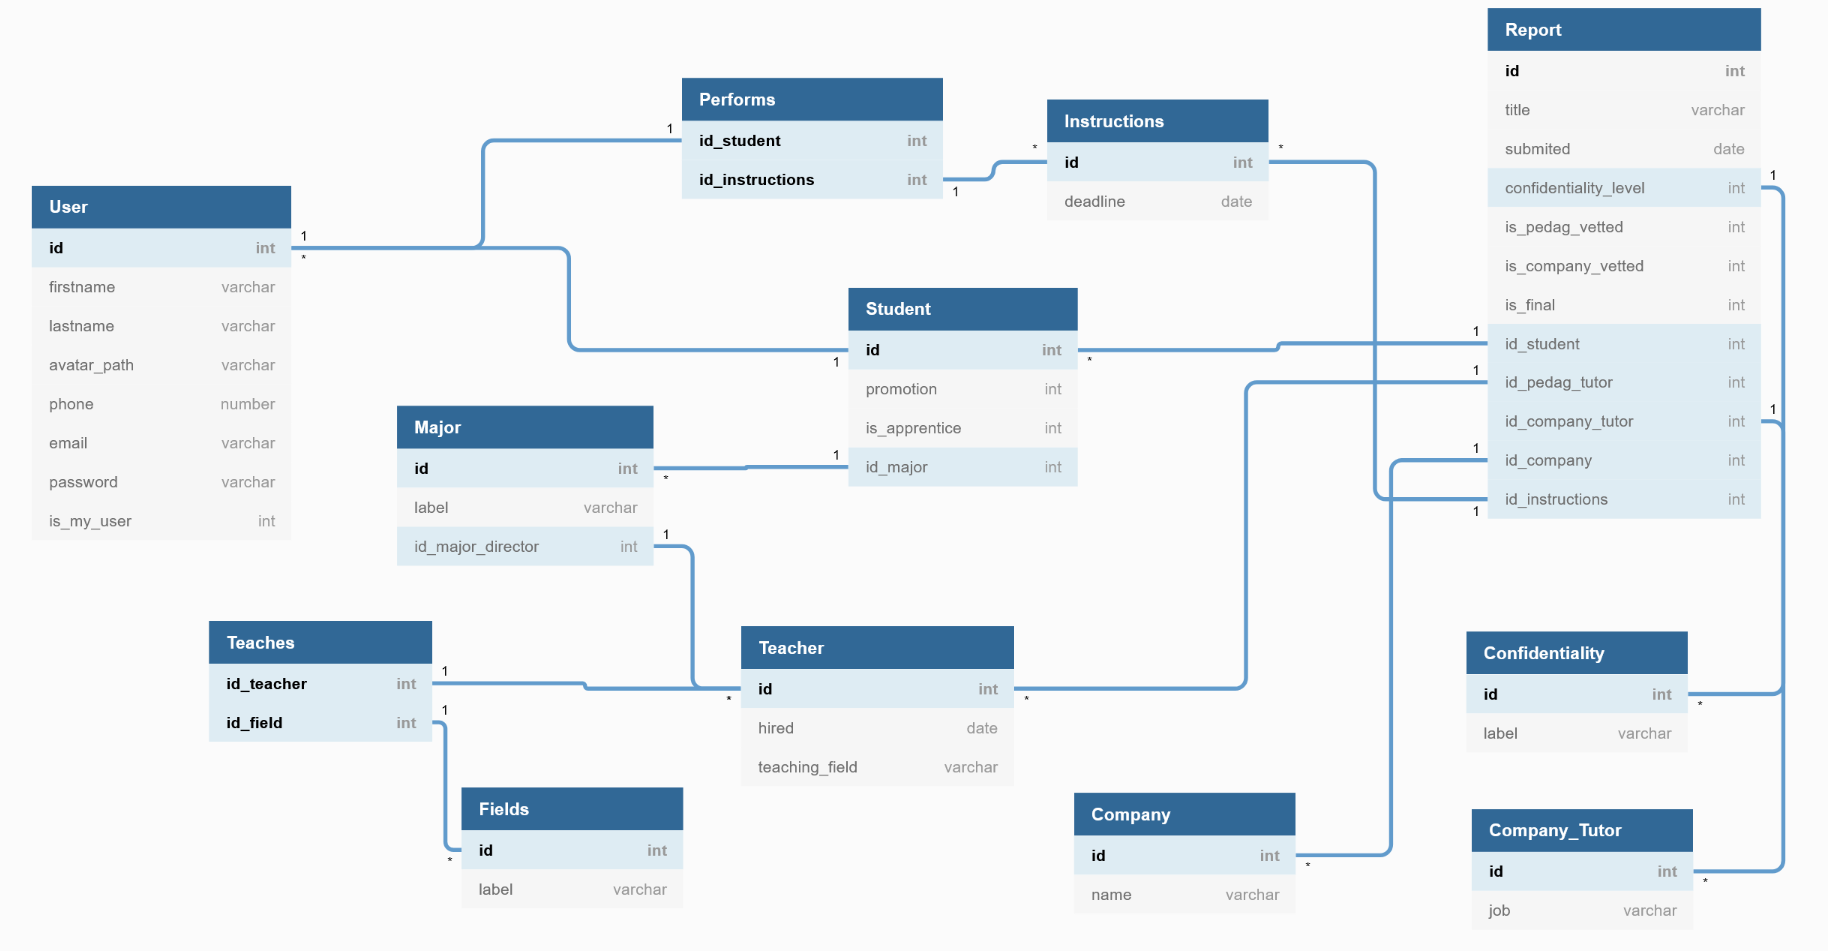 User
id int
firstname varchar
lastname varchar
avatar_path varchar
phone number
email varchar
password varchar
is_my_user int
1
*
Performs
id_student int
id_instructions int
1
1
Instructions
id int
deadline date
*
*
Student
id int
promotion int
is_apprentice int
id_major int
1
*
1
Major
id int
label varchar
id_major_director int
*
1
Teaches
id_teacher int
id_field int
1
1
Fields
id int
label varchar
*
Teacher
id int
hired date
teaching_field varchar
*
*
Report
id int
title varchar
submited date
confidentiality_level int
is_pedag_vetted int
is_company_vetted int
is_final int
id_student int
id_pedag_tutor int
id_company_tutor int
id_company int
id_instructions int
1
1
1
1
1
1
Confidentiality
id int
label varchar
*
Company
id int
name varchar
*
Company_Tutor
id int
job varchar
*